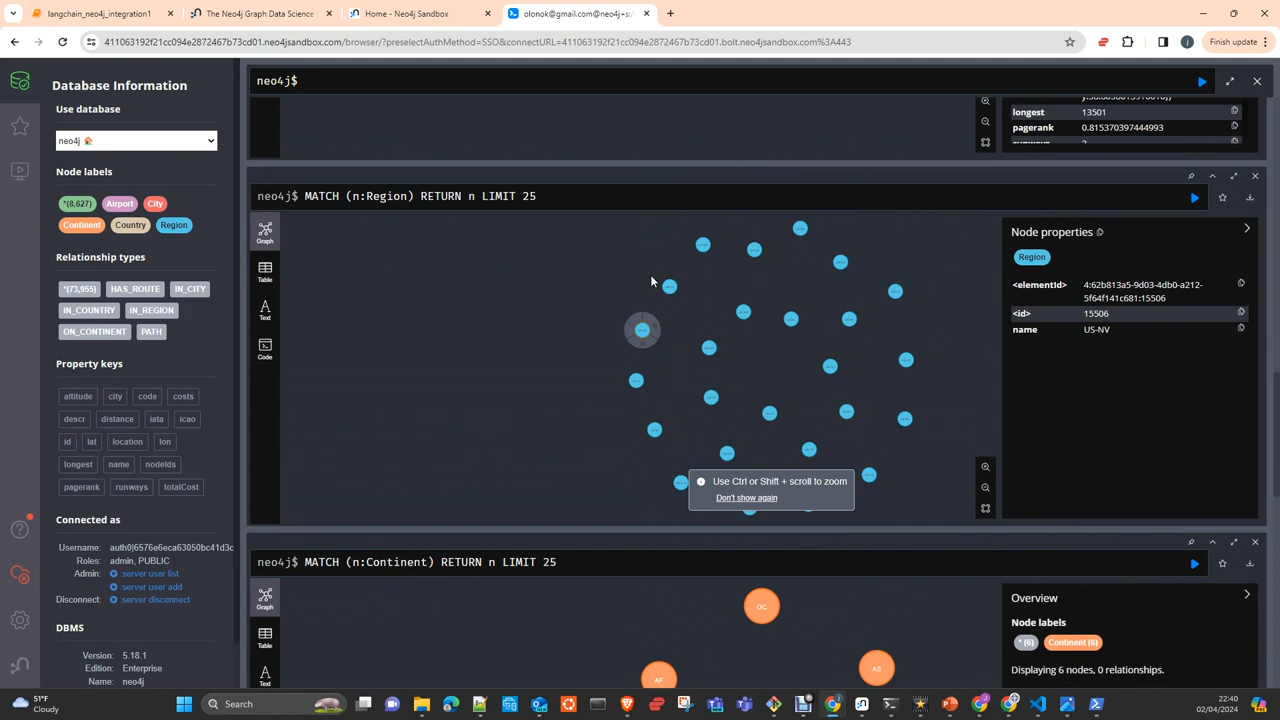 langchain_neo4j_integration1
The Neo4j Graph Data Science
Home - Neo4j Sandbox
olonok@gmail.com@neo4j+s:
411063192f21cc094e2872467b73cd01.neo4jsandbox.com/browser/?preselectAuthMethod=SSO&connectURL=411063192f21cc094e2872467b73cd01.bolt.neo4jsandbox.com%3A443
Finish update
Database Information
Use database
neo4j
Node labels
*(8,627) Airport City
Continent Country Region
Relationship types
*(73,955) HAS_ROUTE IN_CITY
IN_COUNTRY IN_REGION
ON_CONTINENT PATH
Property keys
altitude city code costs
descr distance iata icao
id lat location lon
longest name nodeIds
pagerank runways totalCost
Connected as
Username: auth0|6576e6eca63050bc41d3c
Roles: admin, PUBLIC
Admin: :server user list
:server user add
Disconnect: :server disconnect
DBMS
Version: 5.18.1
Edition: Enterprise
Name: neo4j
neo4j$
longest 13501
pagerank 0.815370397444993
neo4j$ MATCH (n:Region) RETURN n LIMIT 25
Graph
Table
Text
Code
Use Ctrl or Shift + scroll to zoom
Don't show again
Node properties
Region
<elementId> 4:62b813a5-9d03-4db0-a212-
5f64f141c681:15506
<id> 15506
name US-NV
neo4j$ MATCH (n:Continent) RETURN n LIMIT 25
Graph
Table
Text
OC
AS
AF
Overview
Node labels
* (6) Continent (6)
Displaying 6 nodes, 0 relationships.
51°F
Cloudy
Search
22:40
02/04/2024